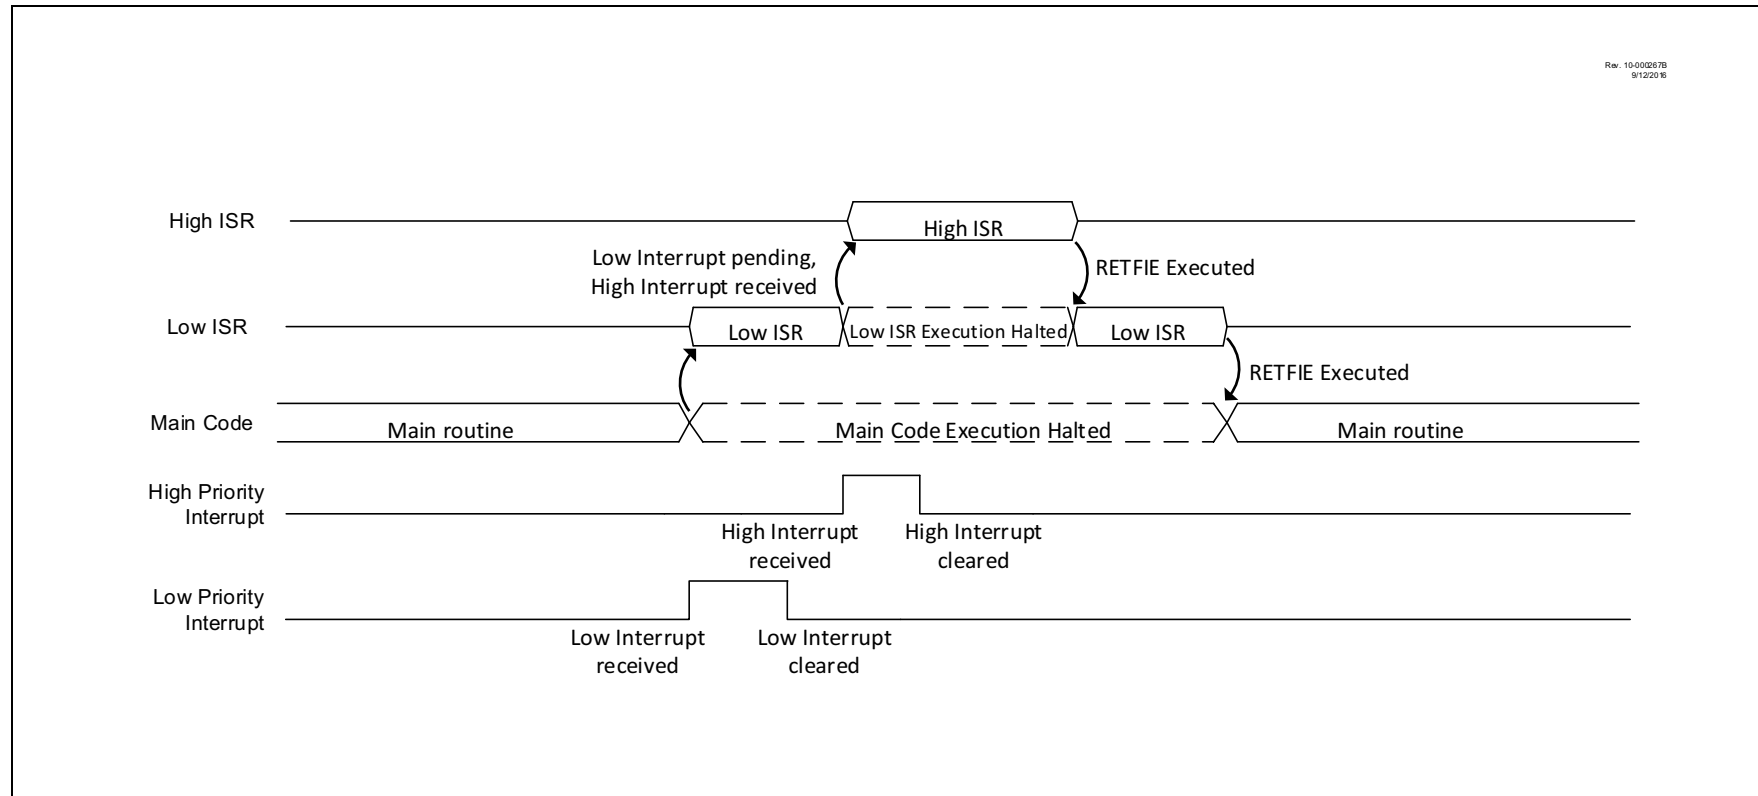 Rev. 10-000267B
9/12/2016
High ISR
High ISR
Low Interrupt pending,
High Interrupt received
RETFIE Executed
Low ISR
Low ISR
Low ISR Execution Halted
Low ISR
RETFIE Executed
Main Code
Main routine
Main Code Execution Halted
Main routine
High Priority
Interrupt
High Interrupt
received
High Interrupt
cleared
Low Priority
Interrupt
Low Interrupt
received
Low Interrupt
cleared